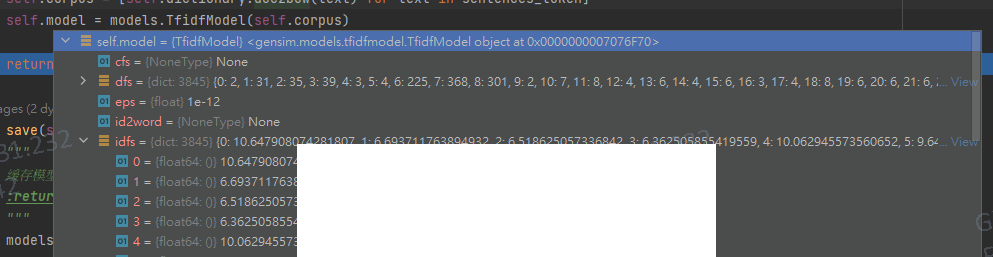 self.corpus = [self.dictionary.doc2bow(text) for text in sentences_token]
self.model = models.TfidfModel(self.corpus)
self.model = {TfidfModel} <gensim.models.tfidfmodel.TfidfModel object at 0x0000000007076F70>
cfs = {NoneType} None
return
dfs = {dict: 3845} {0: 2, 1: 31, 2: 35, 3: 39, 4: 3, 5: 4, 6: 225, 7: 368, 8: 301, 9: 2, 10: 7, 11: 8, 12: 4, 13: 6, 14: 4, 15: 6, 16: 3, 17: 4, 18: 8, 19: 6, 20: 6, 21: 6, ... View
eps = {float} 1e-12
ages (2 dy
id2word = {NoneType} None
save(s
idfs = {dict: 3845} {0: 10.647908074281807, 1: 6.693711763894932, 2: 6.518625057336842, 3: 6.362505855419559, 4: 10.062945573560652, 5: 9.64... View
"""
0 = {float64: ()} 10.647908074
缓存模型
1 = {float64: ()} 6.6937117638
:retur
2 = {float64: ()} 6.5186250573
"""
3 = {float64: ()} 6.3625058554
models
4 = {float64: ()} 10.062945573